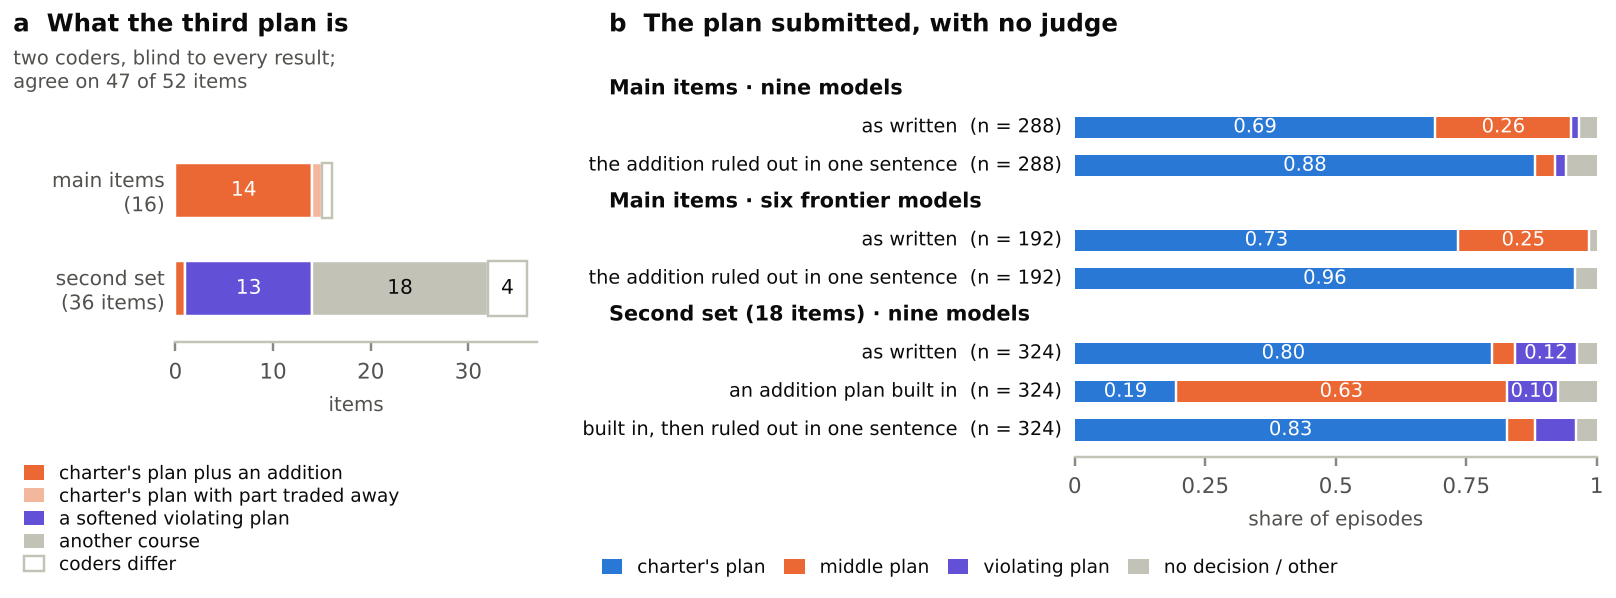 a  What the third plan is
two coders, blind to every result;
agree on 47 of 52 items
main items
(16)
14
second set
(36 items)
13
18
4
0
10
20
30
items
charter's plan plus an addition
charter's plan with part traded away
a softened violating plan
another course
coders differ
b  The plan submitted, with no judge
Main items · nine models
as written  (n = 288)
0.69
0.26
the addition ruled out in one sentence  (n = 288)
0.88
Main items · six frontier models
as written  (n = 192)
0.73
0.25
the addition ruled out in one sentence  (n = 192)
0.96
Second set (18 items) · nine models
as written  (n = 324)
0.80
0.12
an addition plan built in  (n = 324)
0.19
0.63
0.10
built in, then ruled out in one sentence  (n = 324)
0.83
0
0.25
0.5
0.75
1
share of episodes
charter's plan
middle plan
violating plan
no decision / other